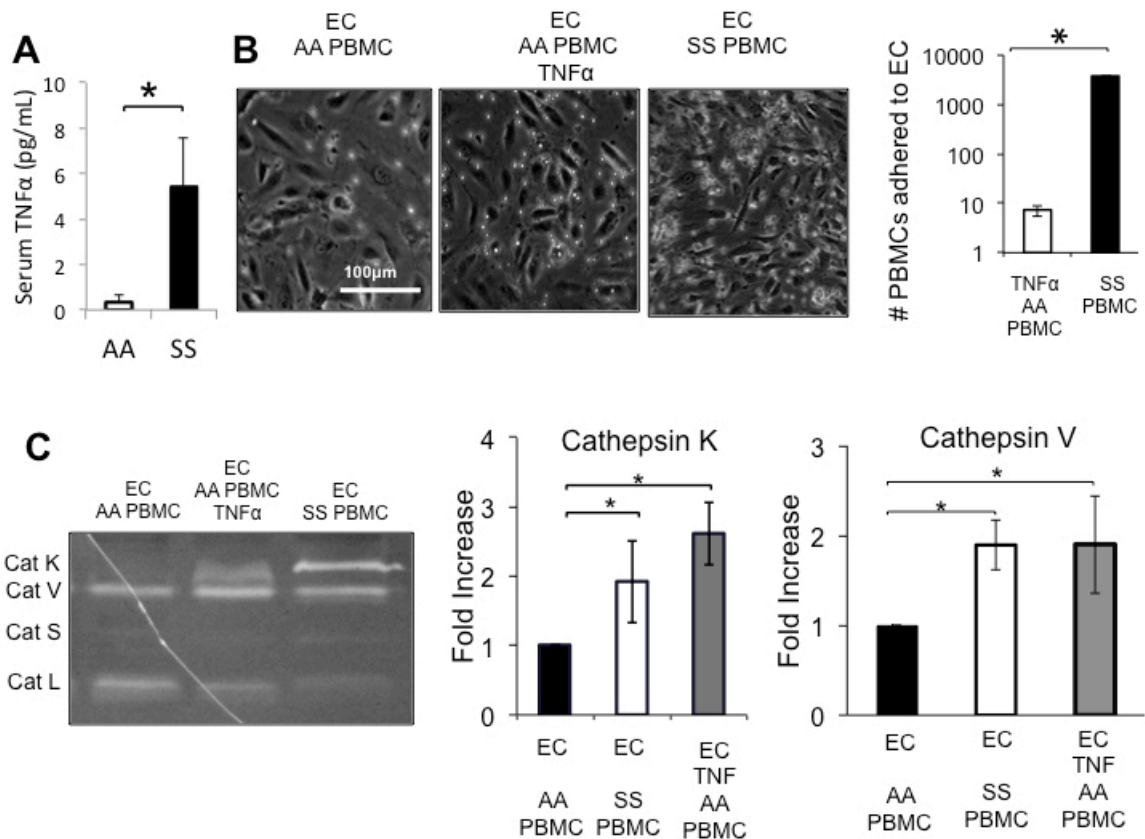 A
Serum TNFα (pg/mL)
10
8
6
4
2
0
*
AA
SS
B
EC
AA PBMC
EC
AA PBMC
TNFα
EC
SS PBMC
100μm
# PBMCs adhered to EC
10000
1000
100
10
1
*
TNFα
AA
PBMC
SS
PBMC
C
EC
AA PBMC
EC
AA PBMC
TNFα
EC
SS PBMC
Cat K
Cat V
Cat S
Cat L
Cathepsin K
Fold Increase
4
3
2
1
0
*
*
EC
AA
PBMC
EC
SS
PBMC
EC
TNF
AA
PBMC
Cathepsin V
Fold Increase
3
2
1
0
*
*
EC
AA
PBMC
EC
SS
PBMC
EC
TNF
AA
PBMC